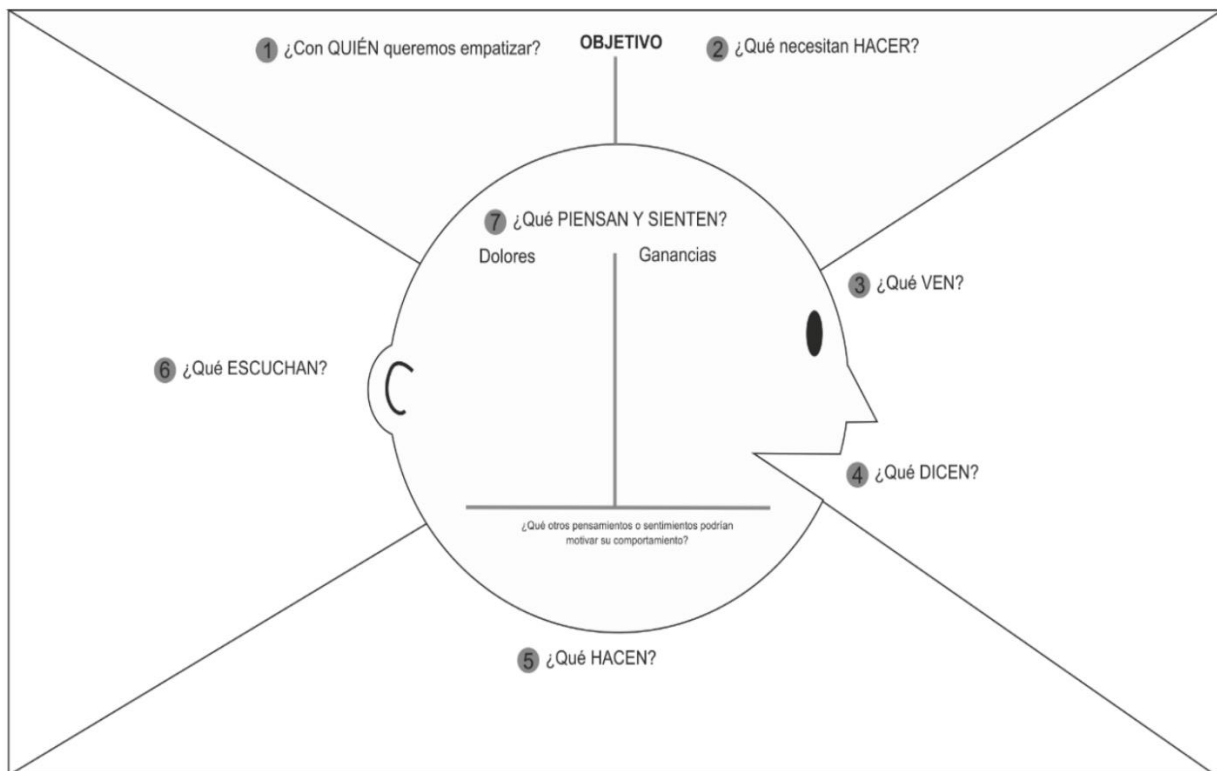 1 ¿Con QUIÉN queremos empatizar?
OBJETIVO
2 ¿Qué necesitan HACER?
7 ¿Qué PIENSAN Y SIENTEN?
Dolores
Ganancias
3 ¿Qué VEN?
6 ¿Qué ESCUCHAN?
4 ¿Qué DICEN?
¿Qué otros pensamientos o sentimientos podrían
motivar su comportamiento?
5 ¿Qué HACEN?